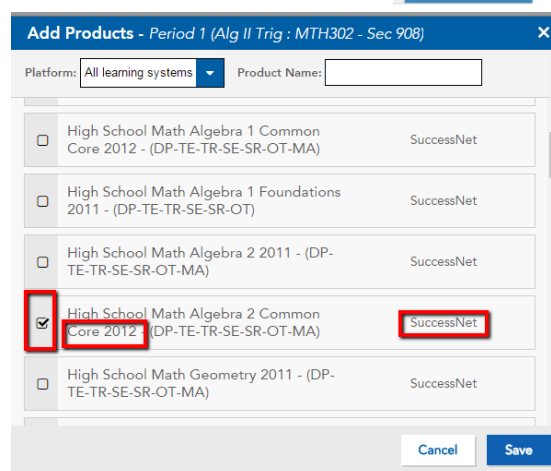 Add Products - Period 1 (Alg II Trig : MTH302 - Sec 908) ×
Platform: All learning systems Product Name:
High School Math Algebra 1 Common
Core 2012 - (DP-TE-TR-SE-SR-OT-MA)
SuccessNet
High School Math Algebra 1 Foundations
2011 - (DP-TE-TR-SE-SR-OT)
SuccessNet
High School Math Algebra 2 2011 - (DP-
TE-TR-SE-SR-OT-MA)
SuccessNet
High School Math Algebra 2 Common
Core 2012 - (DP-TE-TR-SE-SR-OT-MA)
SuccessNet
High School Math Geometry 2011 - (DP-
TE-TR-SE-SR-OT-MA)
SuccessNet
Cancel Save